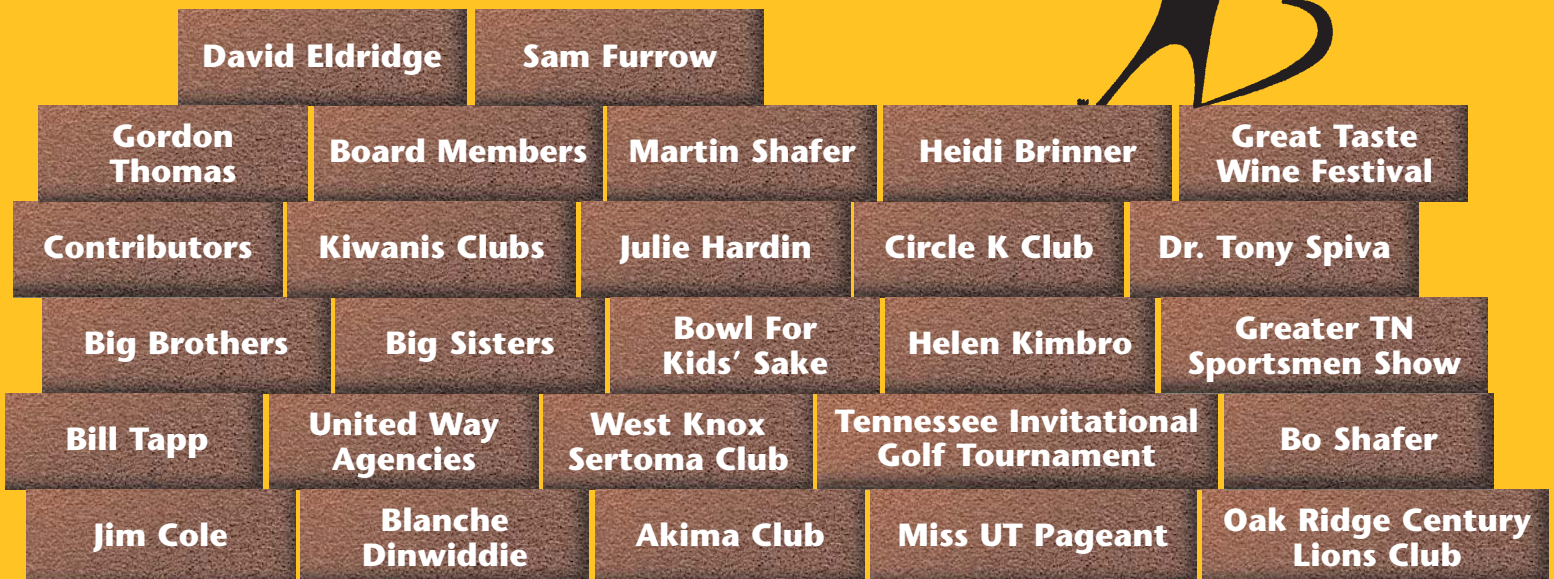 David Eldridge
Sam Furrow
Gordon
Thomas
Board Members
Martin Shafer
Heidi Brinner
Great Taste
Wine Festival
Contributors
Kiwanis Clubs
Julie Hardin
Circle K Club
Dr. Tony Spiva
Big Brothers
Big Sisters
Bowl For
Kids’ Sake
Helen Kimbro
Greater TN
Sportsmen Show
Bill Tapp
United Way
Agencies
West Knox
Sertoma Club
Tennessee Invitational
Golf Tournament
Bo Shafer
Jim Cole
Blanche
Dinwiddie
Akima Club
Miss UT Pageant
Oak Ridge Century
Lions Club